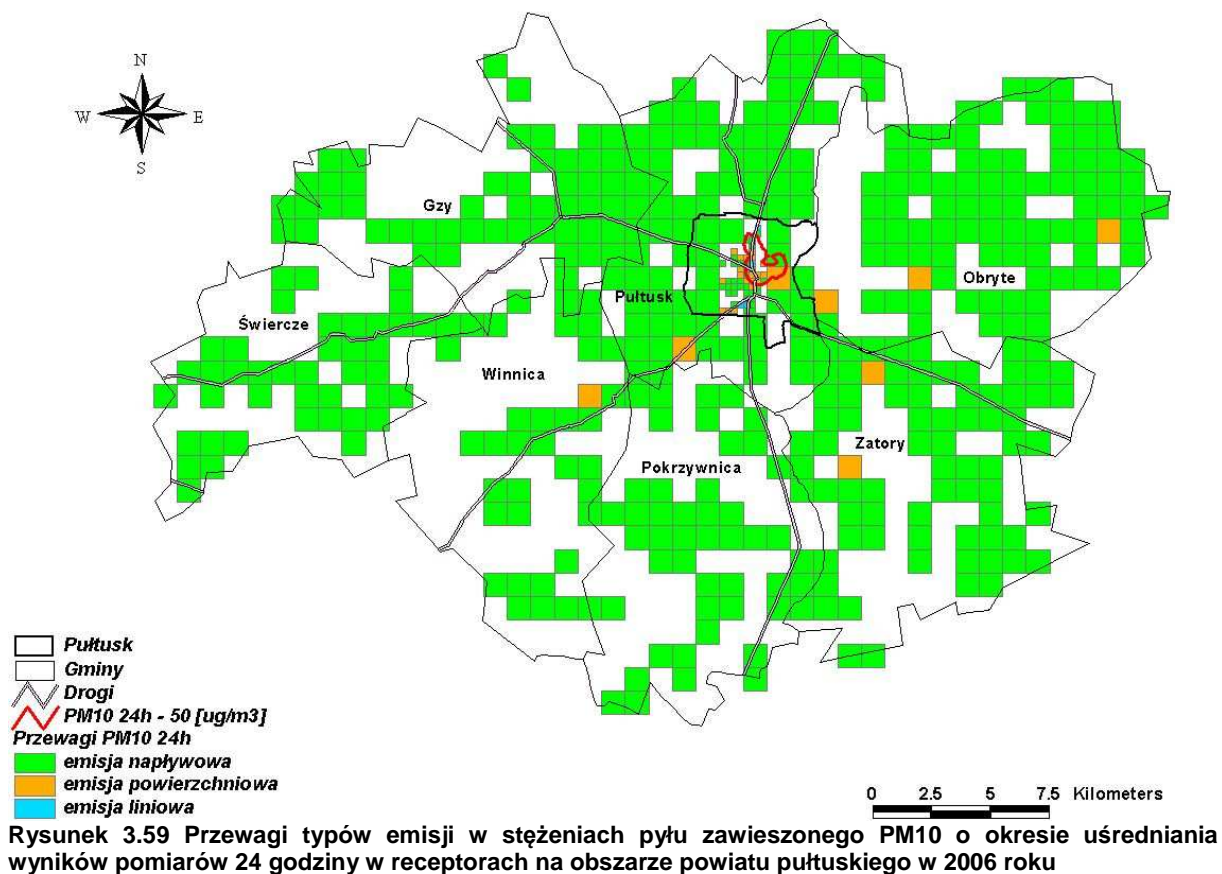 N
W E
S
Gzy
Obryte
Pułtusk
Świercze
Winnica
Zatory
Pokrzywnica
Pułtusk
Gminy
Drogi
PM10 24h - 50 [ug/m3]
Przewagi PM10 24h
emisja napływowa
emisja powierzchniowa
emisja liniowa
0 2.5 5 7.5 Kilometers
Rysunek 3.59 Przewagi typów emisji w stężeniach pyłu zawieszonego PM10 o okresie uśredniania
wyników pomiarów 24 godziny w receptorach na obszarze powiatu pułtuskiego w 2006 roku